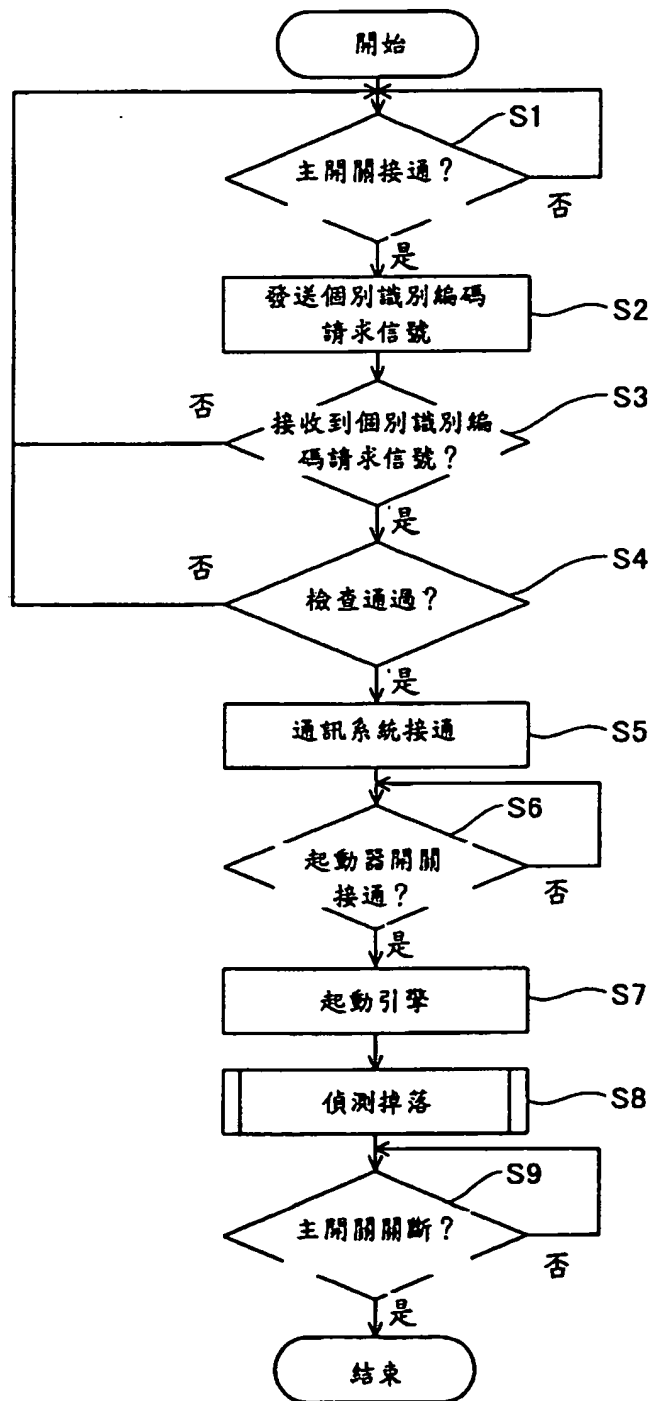 開始
S1
主開關接通？
否
是
發送個別識別編碼
請求信號
S2
否
接收到個別識別編
碼請求信號？
S3
是
否
檢查通過？
S4
是
通訊系統接通
S5
S6
起動器開關
接通？
否
是
起動引擎
S7
偵測掉落
S8
S9
主開關關斷？
否
是
結束